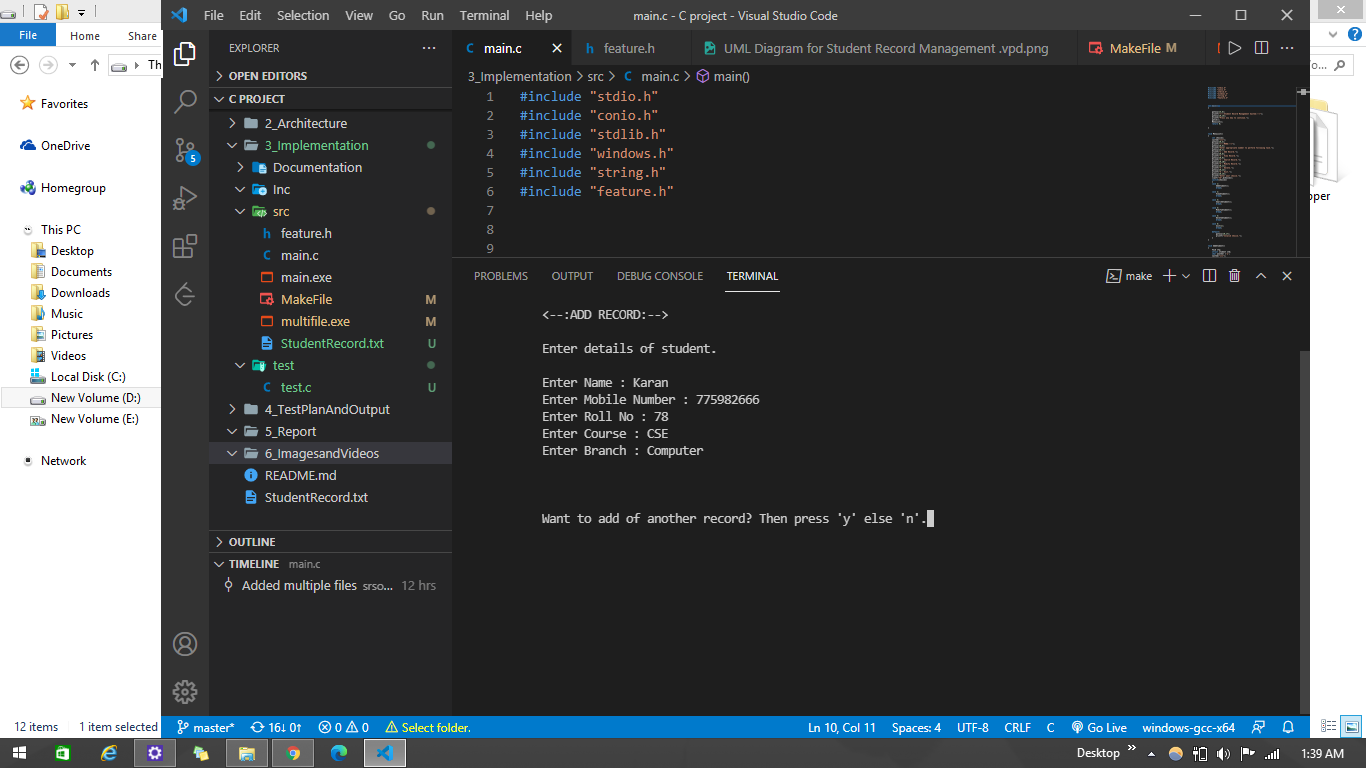 File Edit Selection View Go Run Terminal Help main.c - C project - Visual Studio Code
File Home Share
Th
Favorites
OneDrive
Homegroup
This PC
Desktop
Documents
Downloads
Music
Pictures
Videos
Local Disk (C:)
New Volume (D:)
New Volume (E:)
Network
12 items 1 item selected
EXPLORER
OPEN EDITORS
C PROJECT
2_Architecture
3_Implementation
Documentation
Inc
src
h feature.h
C main.c
main.exe
MakeFile M
multifile.exe M
StudentRecord.txt U
test
C test.c U
4_TestPlanAndOutput
5_Report
6_ImagesandVideos
README.md
StudentRecord.txt
OUTLINE
TIMELINE main.c
Added multiple files srso... 12 hrs
5
C main.c h feature.h UML Diagram for Student Record Management .vpd.png MakeFile M
3_Implementation > src > C main.c > main()
1 #include "stdio.h"
2 #include "conio.h"
3 #include "stdlib.h"
4 #include "windows.h"
5 #include "string.h"
6 #include "feature.h"
7
8
9
PROBLEMS OUTPUT DEBUG CONSOLE TERMINAL make
<--:ADD RECORD:-->
Enter details of student.
Enter Name : Karan
Enter Mobile Number : 775982666
Enter Roll No : 78
Enter Course : CSE
Enter Branch : Computer
Want to add of another record? Then press 'y' else 'n'.
o...
pper
master* 16↓ 0↑ 0 0 Select folder. Ln 10, Col 11 Spaces: 4 UTF-8 CRLF C Go Live windows-gcc-x64
Desktop » 1:39 AM